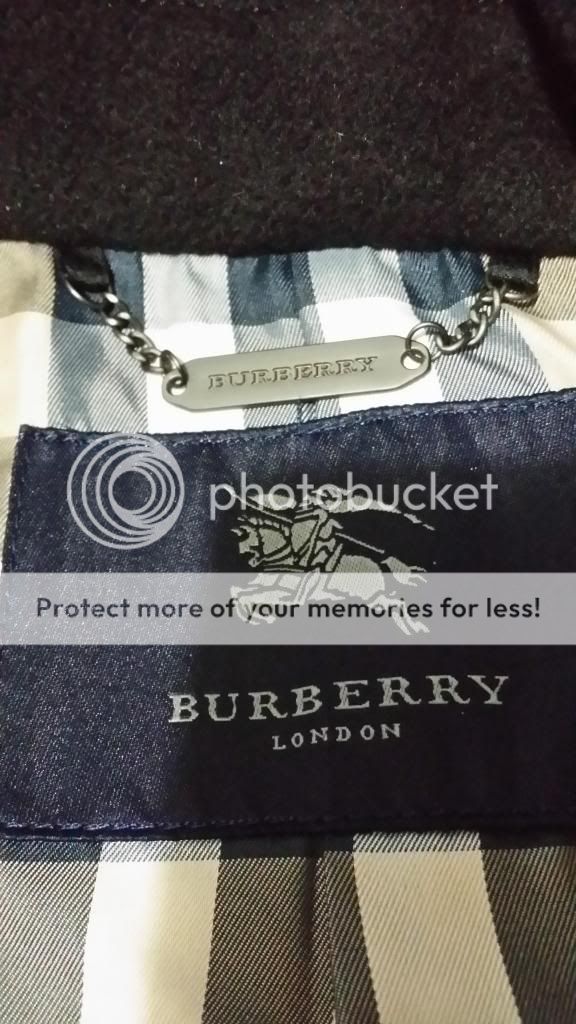 BURBERRY
photobucket
Protect more of your memories for less!
BURBERRY
LONDON